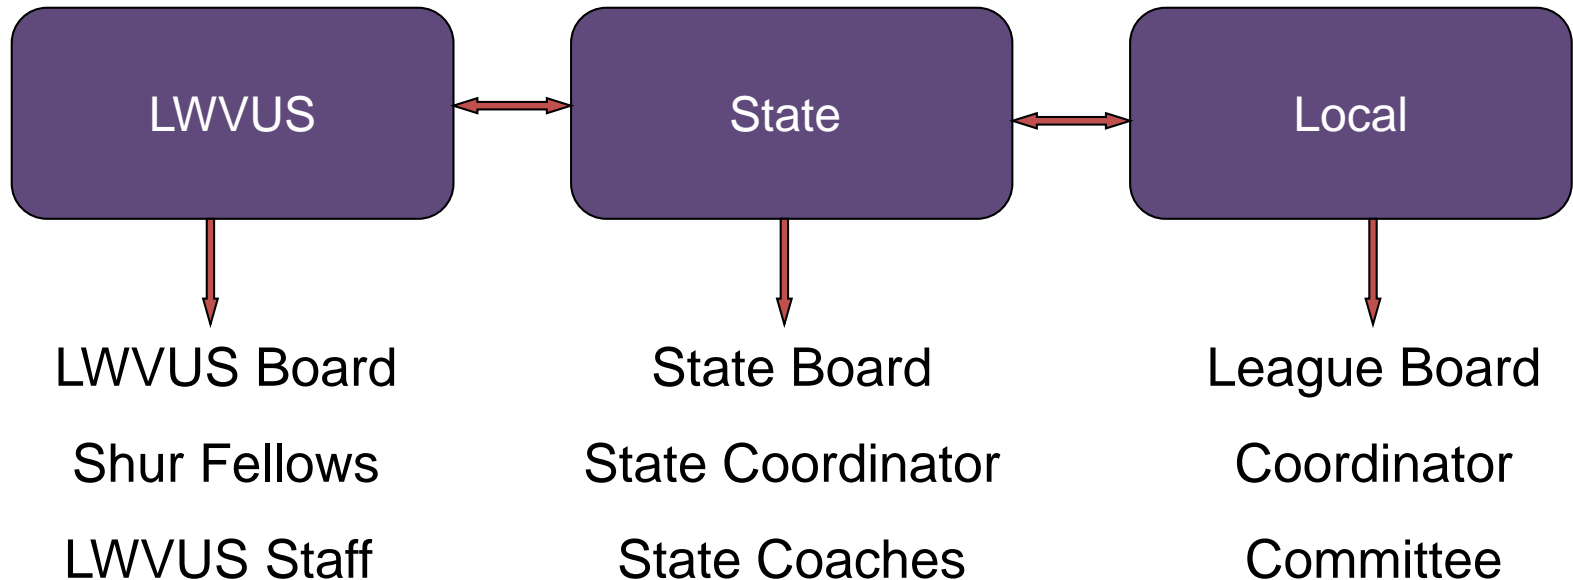 LWVUS
State
Local
LWVUS Board
State Board
League Board
Shur Fellows
State Coordinator
Coordinator
LWVUS Staff
State Coaches
Committee